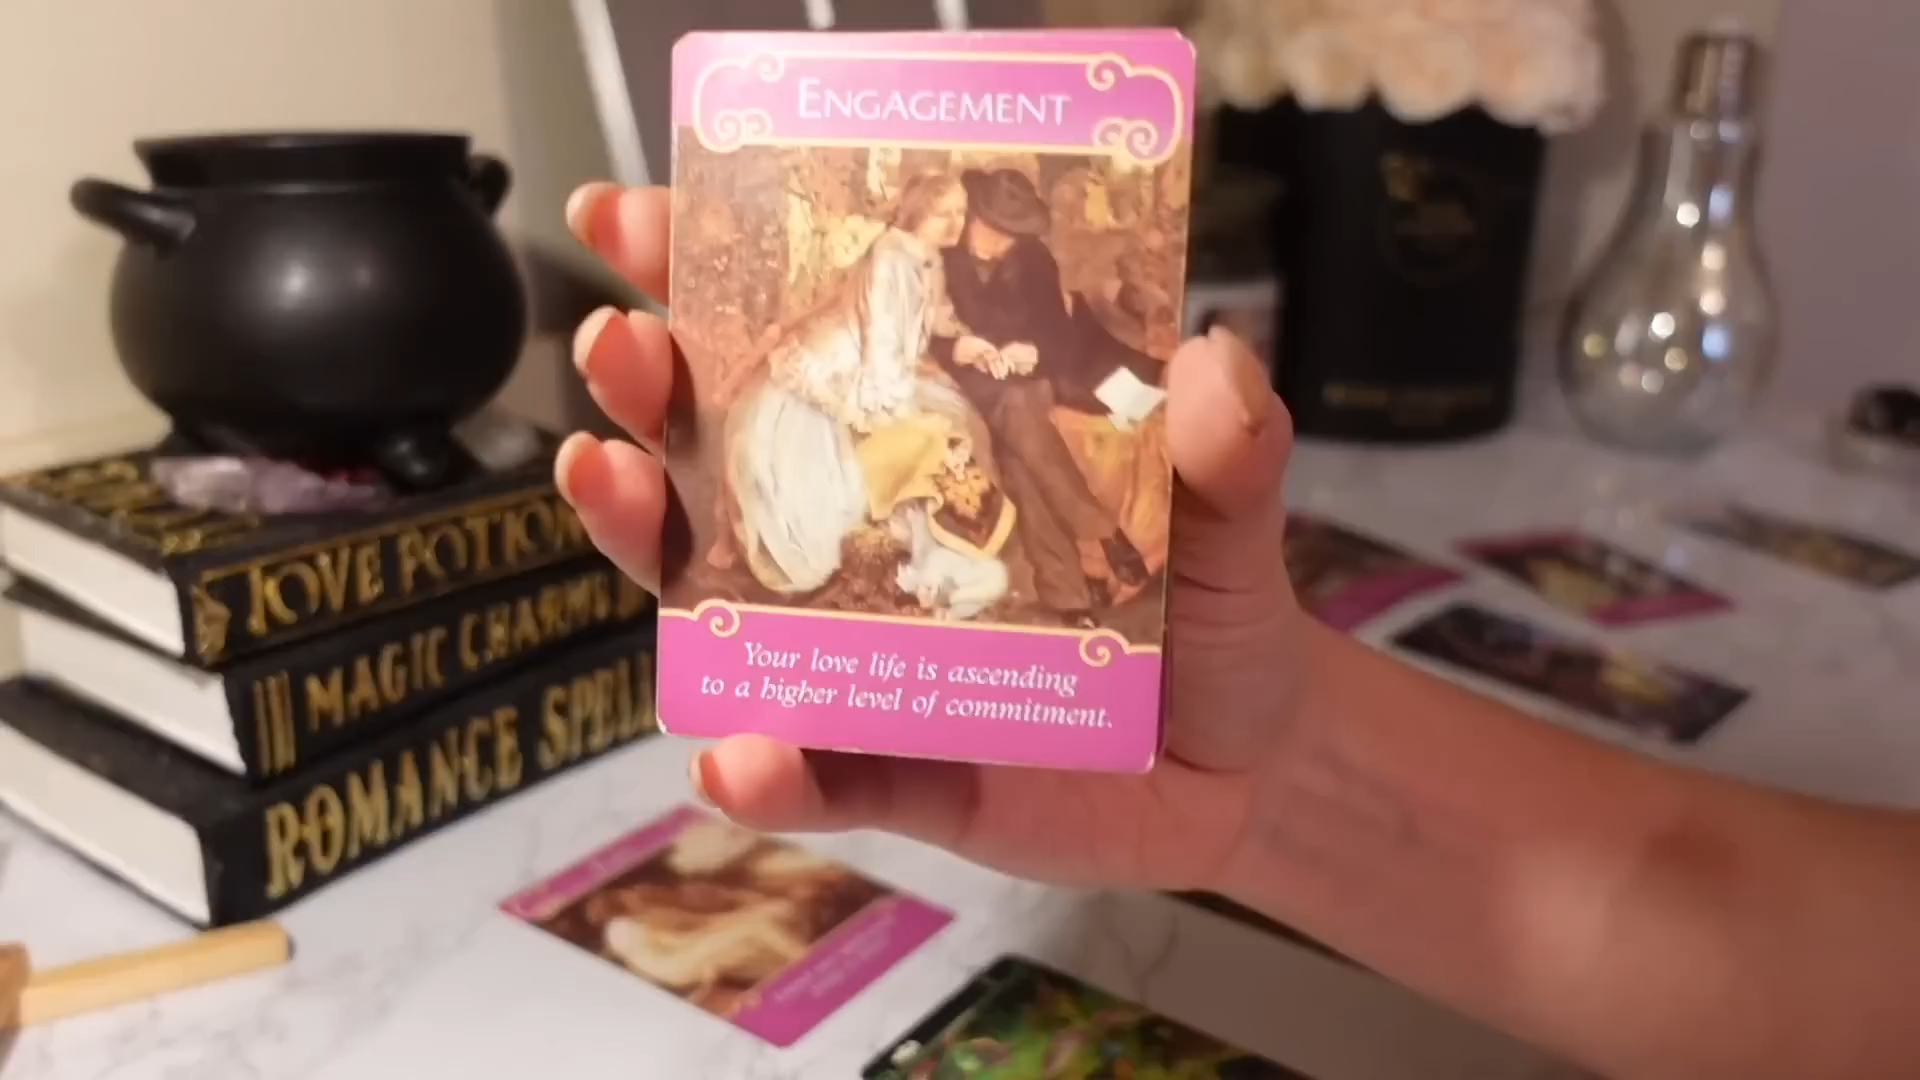 ENGAGEMENT
Your love life is ascending
to a higher level of commitment.
LOVE POTION
MAGIC CHARMS
ROMANCE SPELL